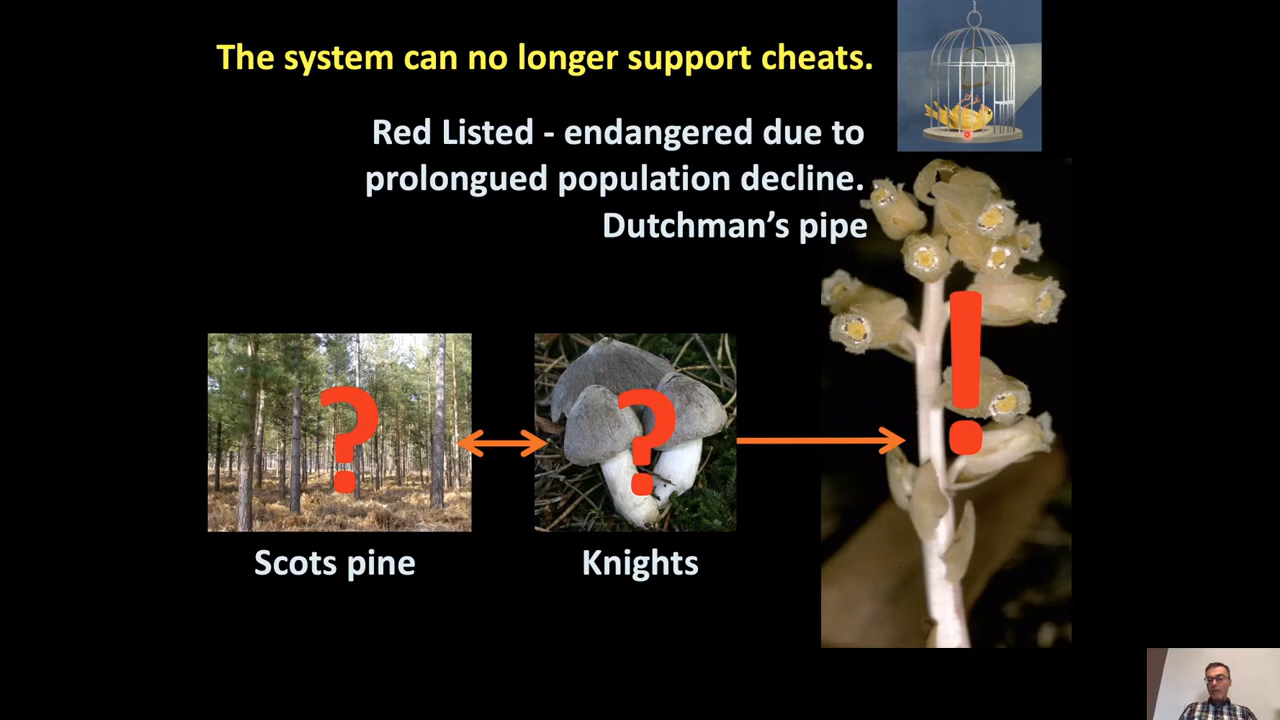 The system can no longer support cheats.
Red Listed - endangered due to
prolongued population decline.
Dutchman's pipe
?
?
!
Scots pine
Knights